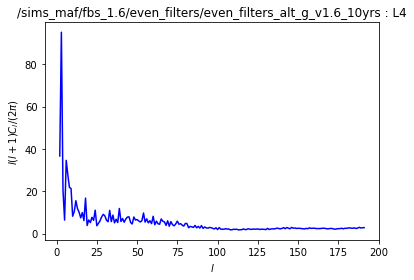 /sims_maf/fbs_1.6/even_filters/even_filters_alt_g_v1.6_10yrs : L4
l(l + 1)Cₗ/(2π)
80
60
40
20
0
0 25 50 75 100 125 150 175 200
l